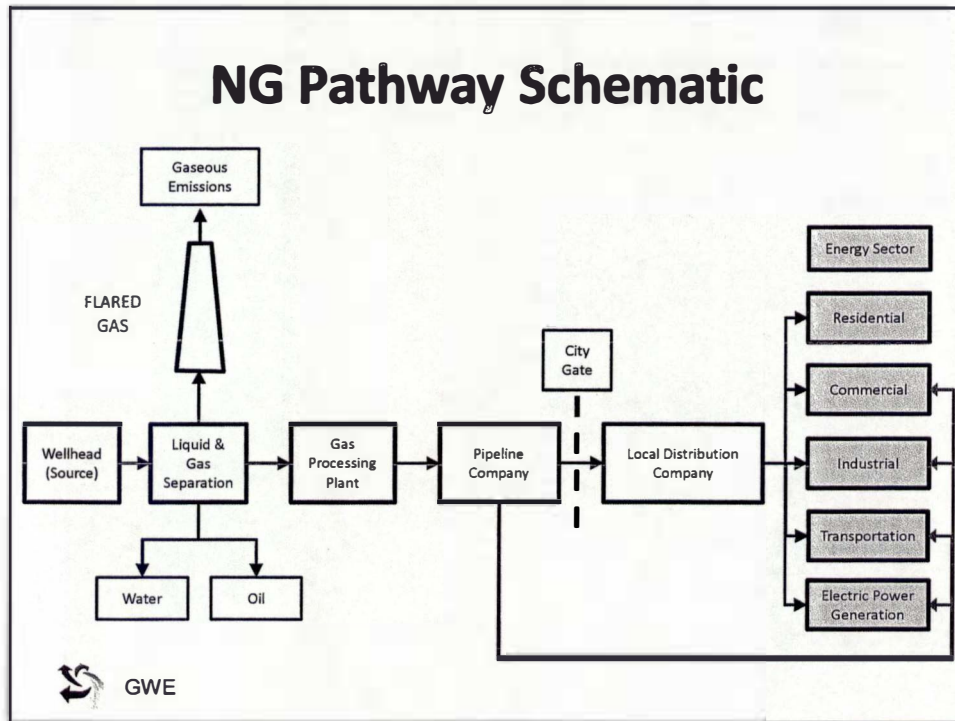 NG Pathway Schematic
Gaseous
Emissions
FLARED
GAS
Wellhead
(Source)
Liquid &
Gas
Separation
Water
Oil
Gas
Processing
Plant
Pipeline
Company
City
Gate
Local Distribution
Company
Energy Sector
Residential
Commercial
Industrial
Transportation
Electric Power
Generation
GWE